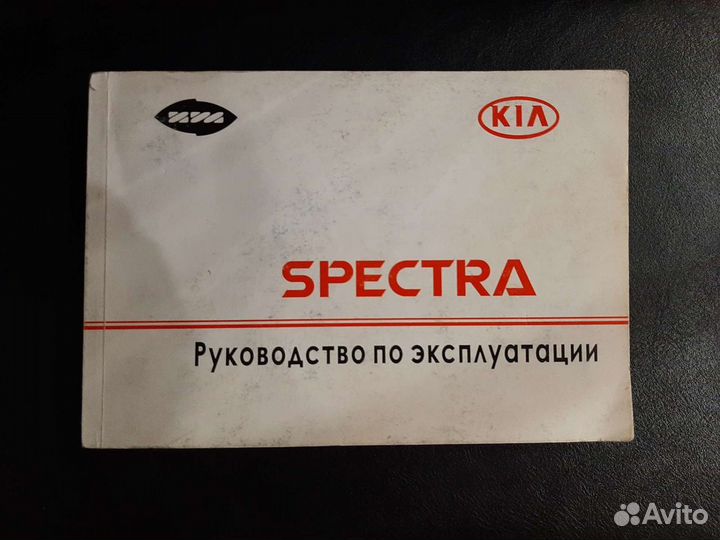 KIA
SPECTRA
Руководство по эксплуатации
Avito